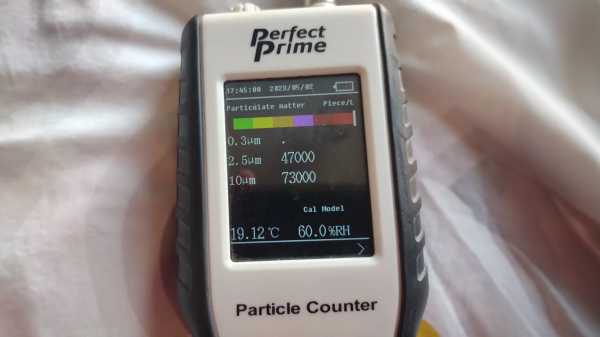 Perfect
Prime
17:45:00 2023/05/02
Particulate matter Piece/L
0.3μm .
2.5μm 47000
10μm 73000
Cal Model
19.12℃ 60.0%RH
>
Particle Counter